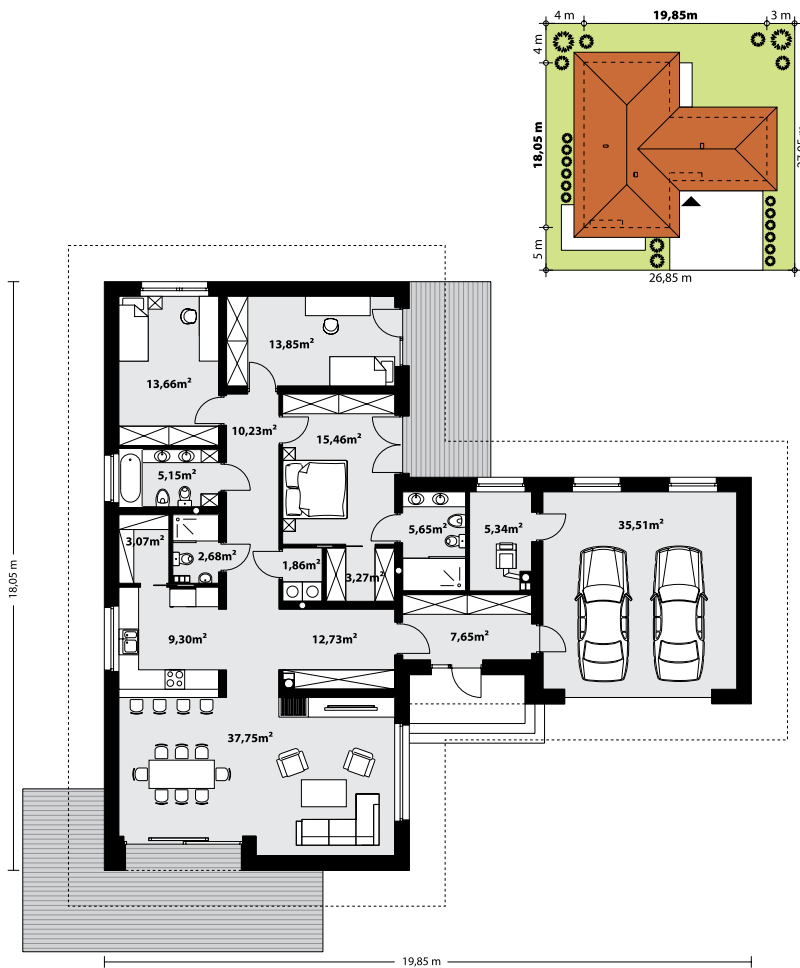 4 m
19,85m
3 m
4 m
18,05 m
5 m
26,85 m
13,85m²
13,66m²
10,23m²
15,46m²
5,15m²
5,65m²
5,34m²
35,51m²
3,07m²
2,68m²
1,86m²
3,27m²
9,30m²
12,73m²
7,65m²
37,75m²
18,05 m
19,85 m